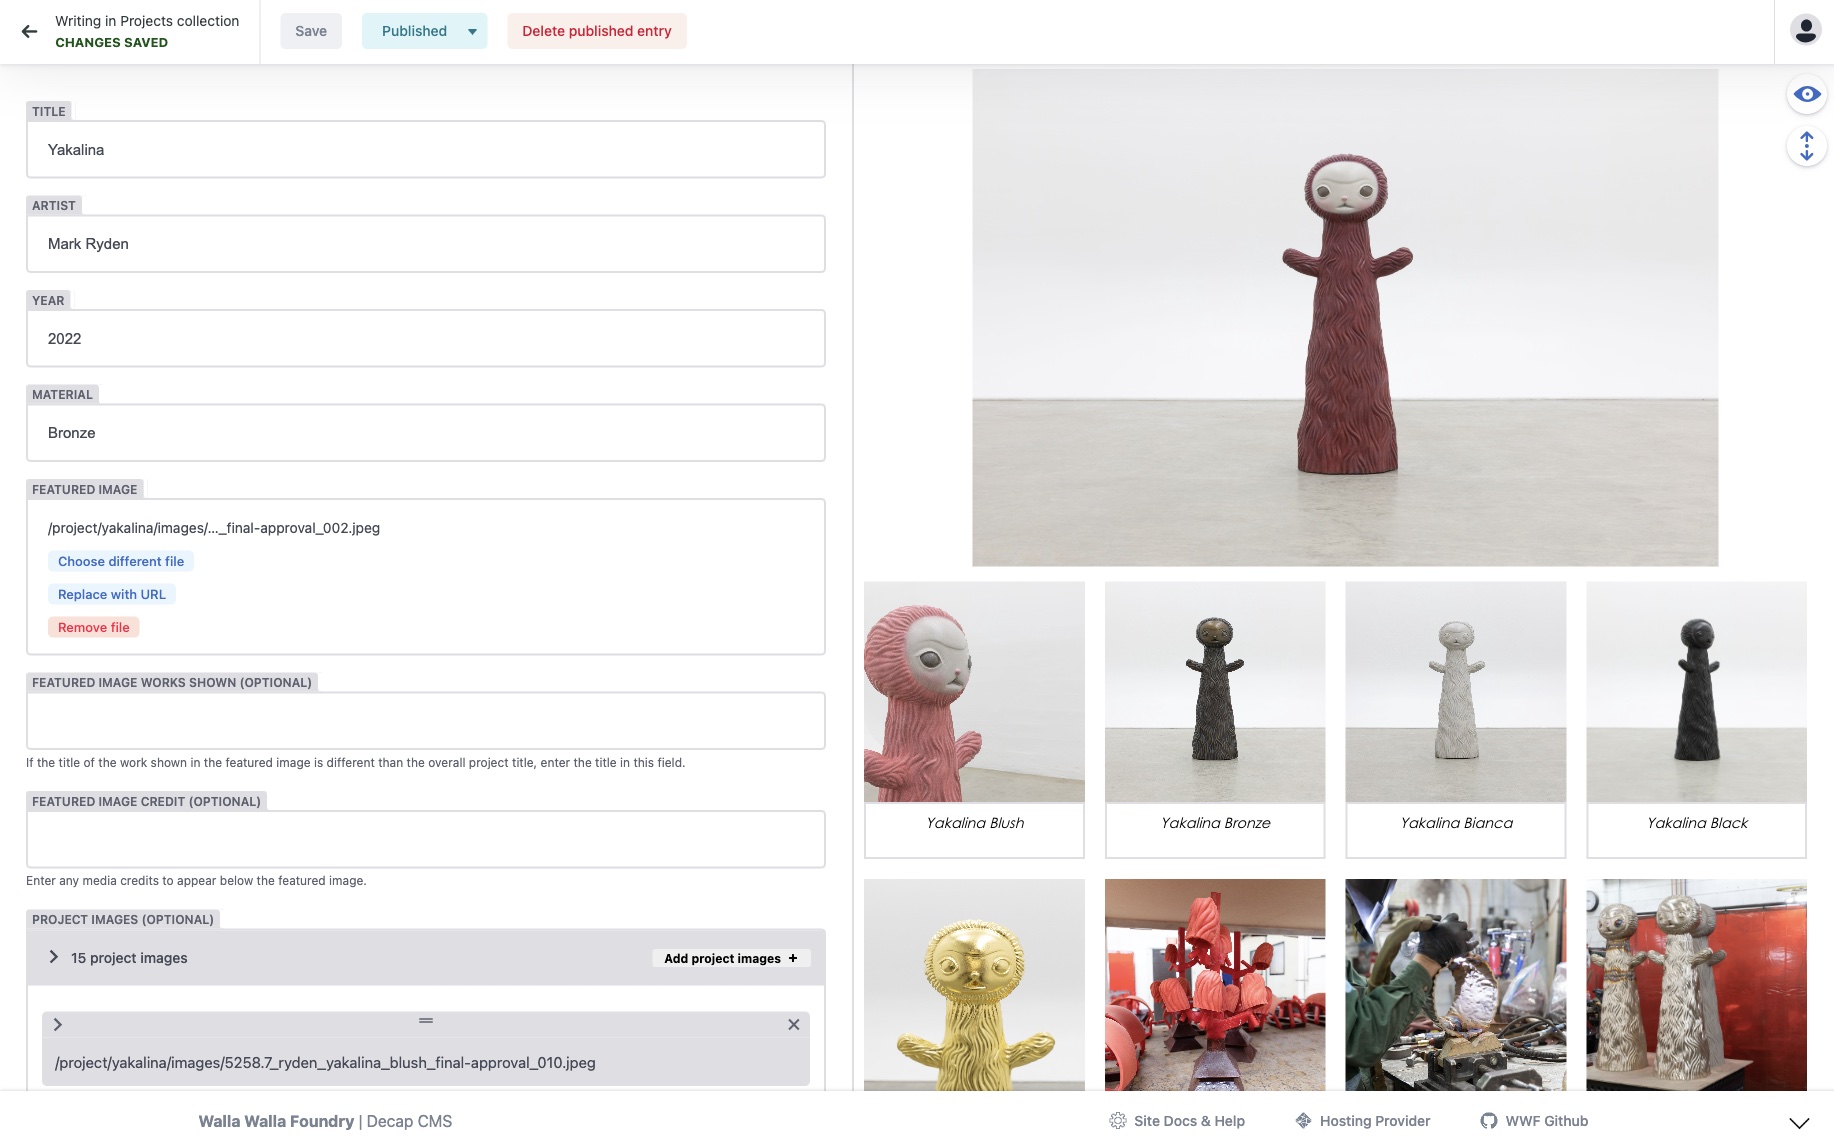 Writing in Projects collection
CHANGES SAVED
Save
Published
Delete published entry
TITLE
Yakalina
ARTIST
Mark Ryden
YEAR
2022
MATERIAL
Bronze
FEATURED IMAGE
/project/yakalina/images/..._final-approval_002.jpeg
Choose different file
Replace with URL
Remove file
FEATURED IMAGE WORKS SHOWN (OPTIONAL)
If the title of the work shown in the featured image is different than the overall project title, enter the title in this field.
FEATURED IMAGE CREDIT (OPTIONAL)
Enter any media credits to appear below the featured image.
PROJECT IMAGES (OPTIONAL)
15 project images
Add project images +
/project/yakalina/images/5258.7_ryden_yakalina_blush_final-approval_010.jpeg
Yakalina Blush
Yakalina Bronze
Yakalina Bianca
Yakalina Black
Walla Walla Foundry | Decap CMS
Site Docs & Help
Hosting Provider
WWF Github